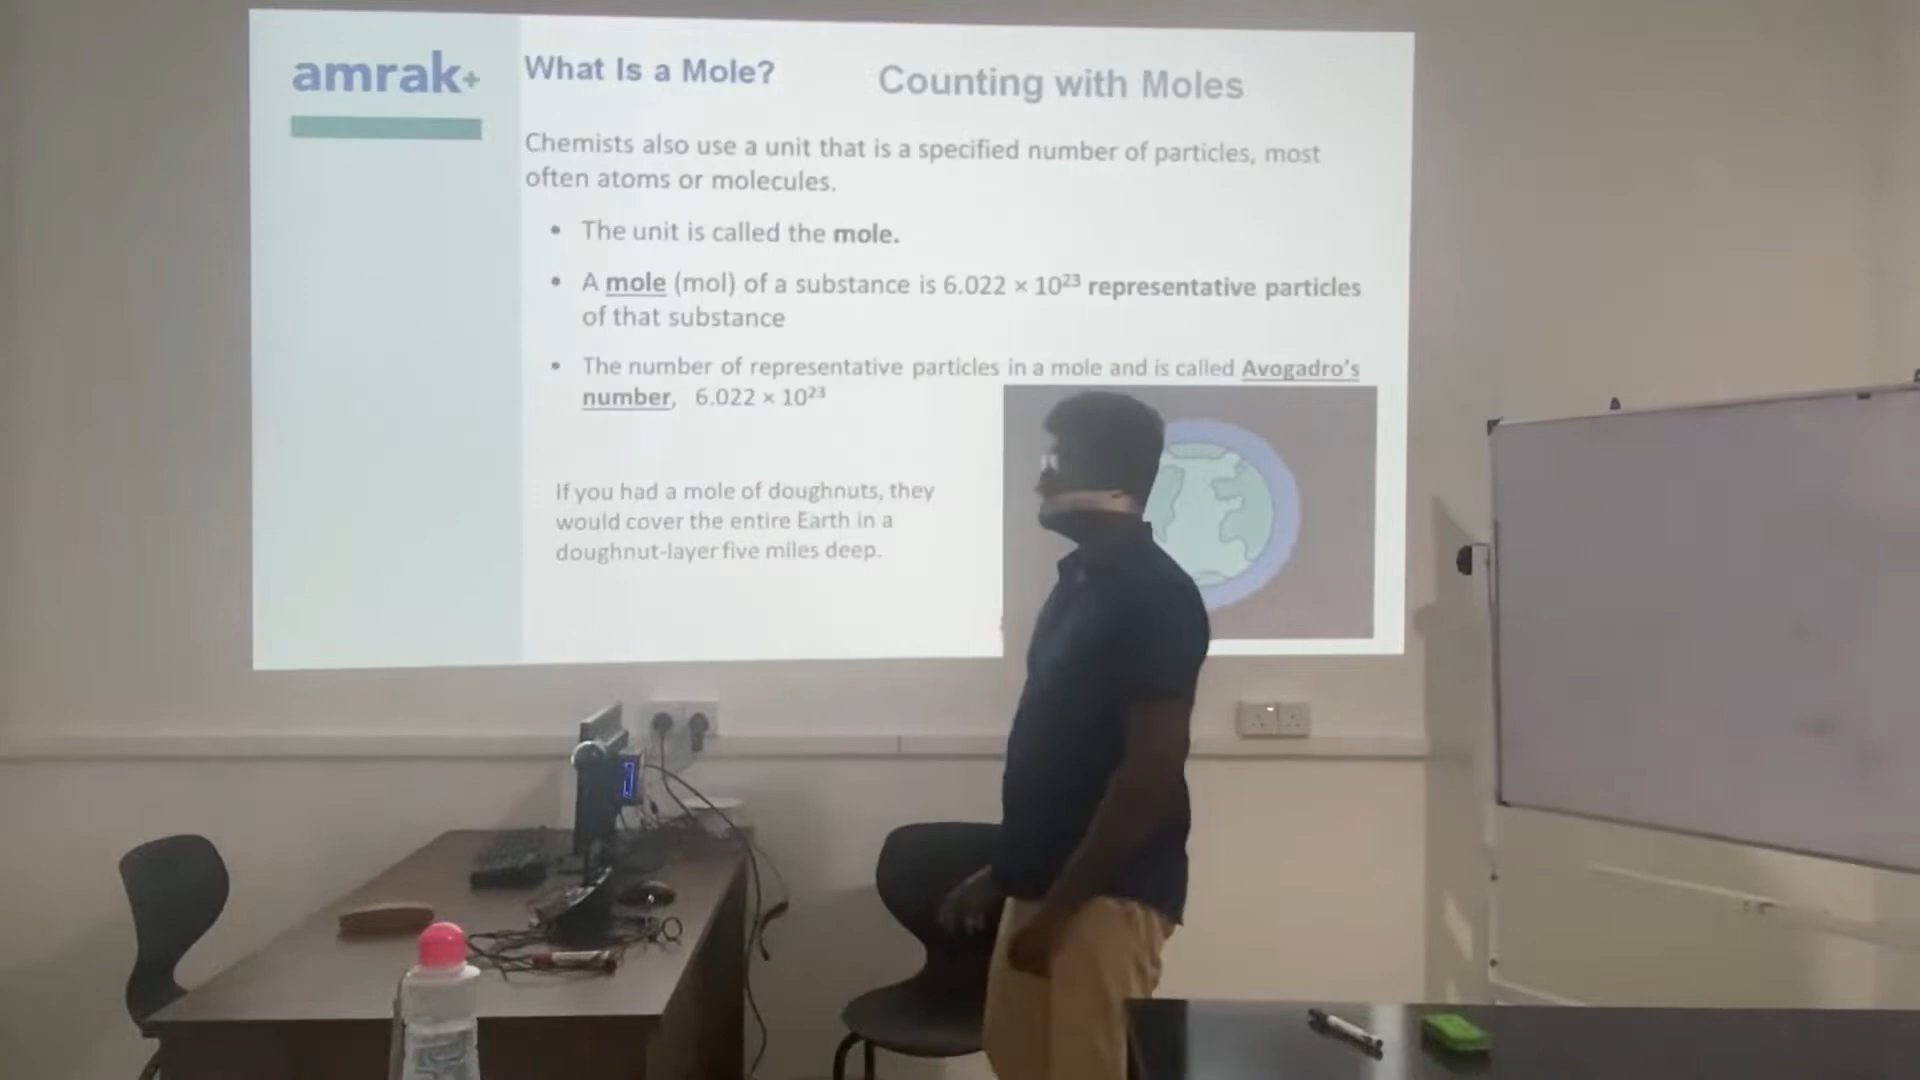 amrak+
What Is a Mole?
Counting with Moles
Chemists also use a unit that is a specified number of particles, most
often atoms or molecules.
• The unit is called the mole.
• A mole (mol) of a substance is 6.022 × 10²³ representative particles
of that substance
• The number of representative particles in a mole and is called Avogadro's
number, 6.022 × 10²³
If you had a mole of doughnuts, they
would cover the entire Earth in a
doughnut-layer five miles deep.